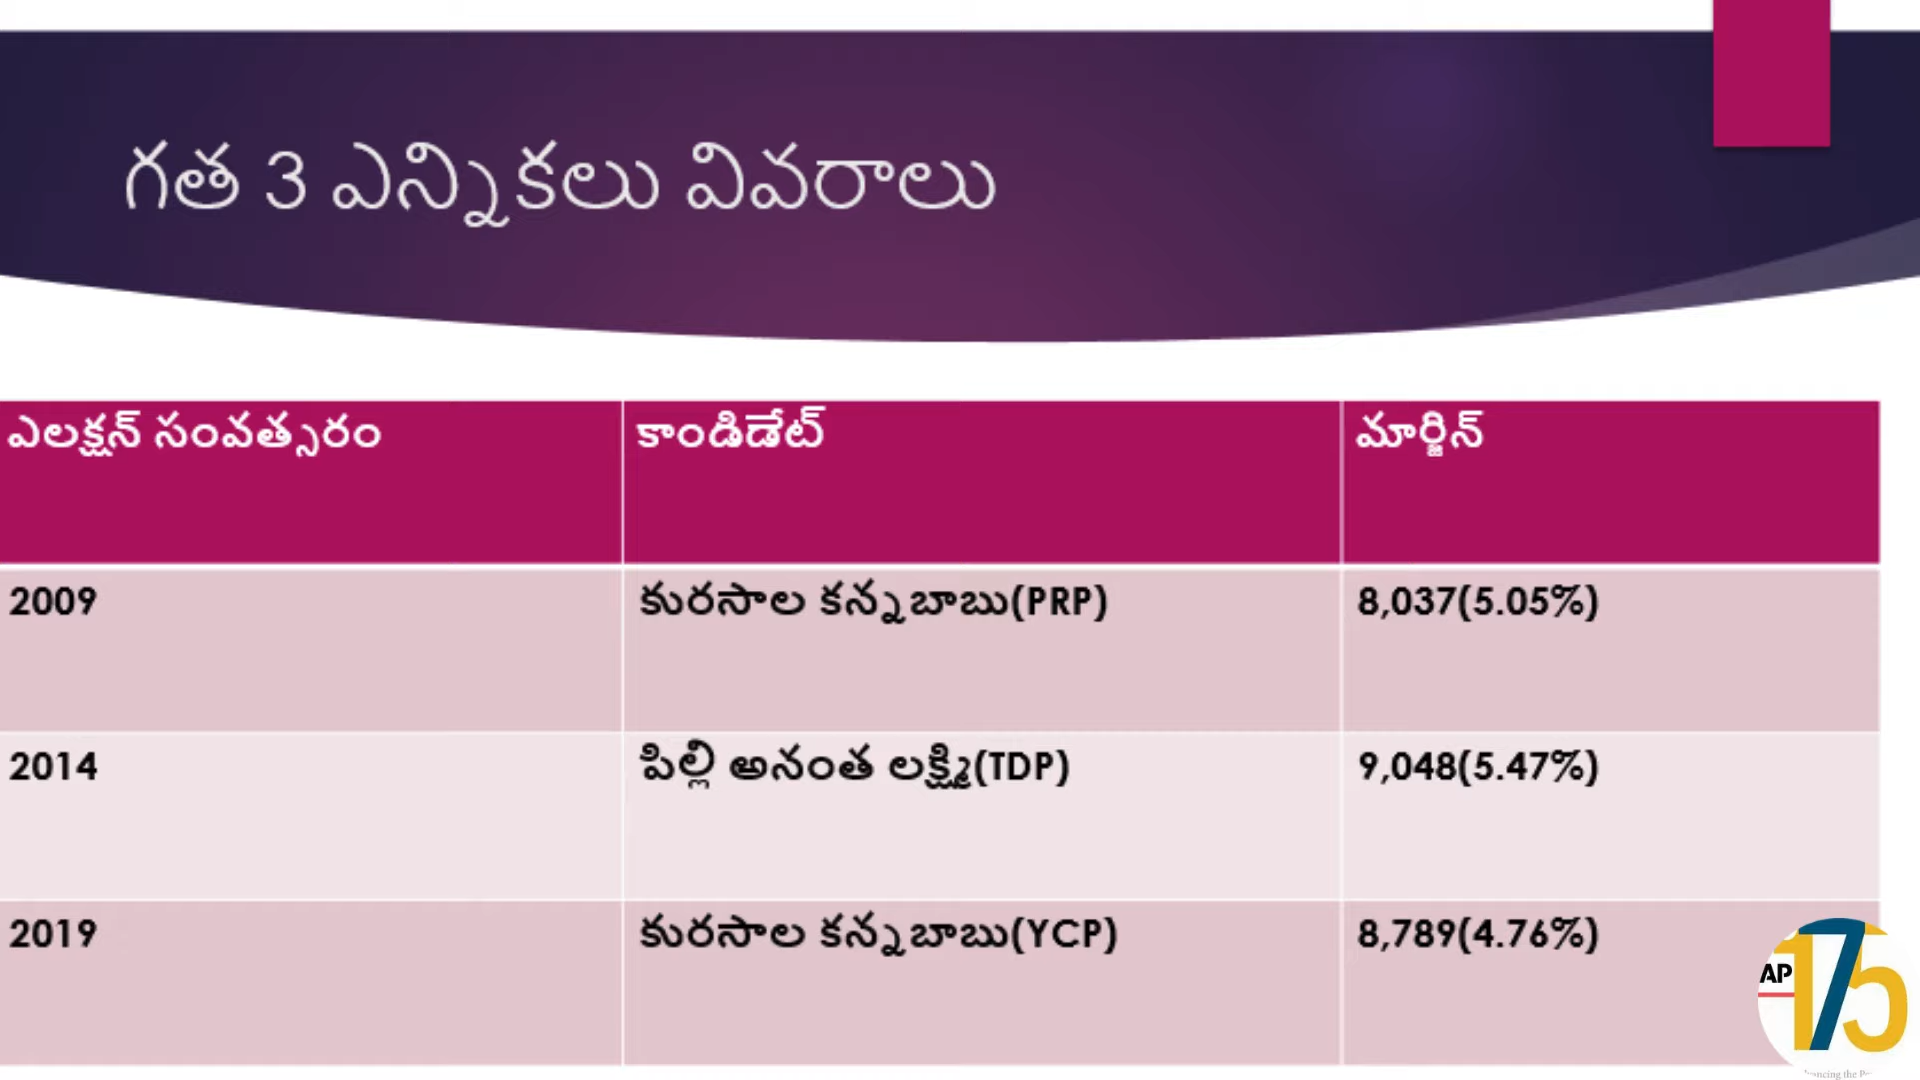 గత 3 ఎన్నికలు వివరాలు
ఎలక్షన్ సంవత్సరం కాండిడేట్ మార్జిన్
2009 కురసాల కన్నబాబు(PRP) 8,037(5.05%)
2014 పిల్లి అనంత లక్ష్మి(TDP) 9,048(5.47%)
2019 కురసాల కన్నబాబు(YCP) 8,789(4.76%)
AP 175